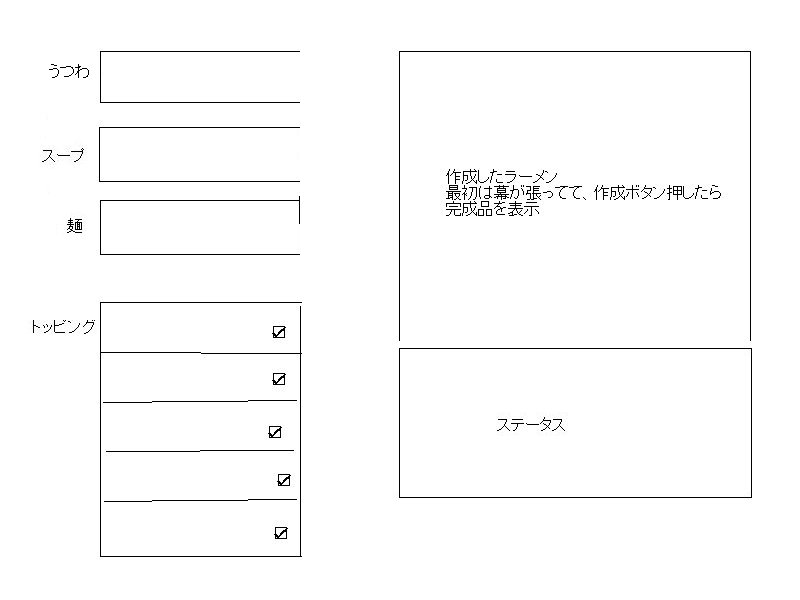 うつわ
スープ
麺
トッピング
作成したラーメン
最初は幕が張ってて、作成ボタン押したら
完成品を表示
ステータス